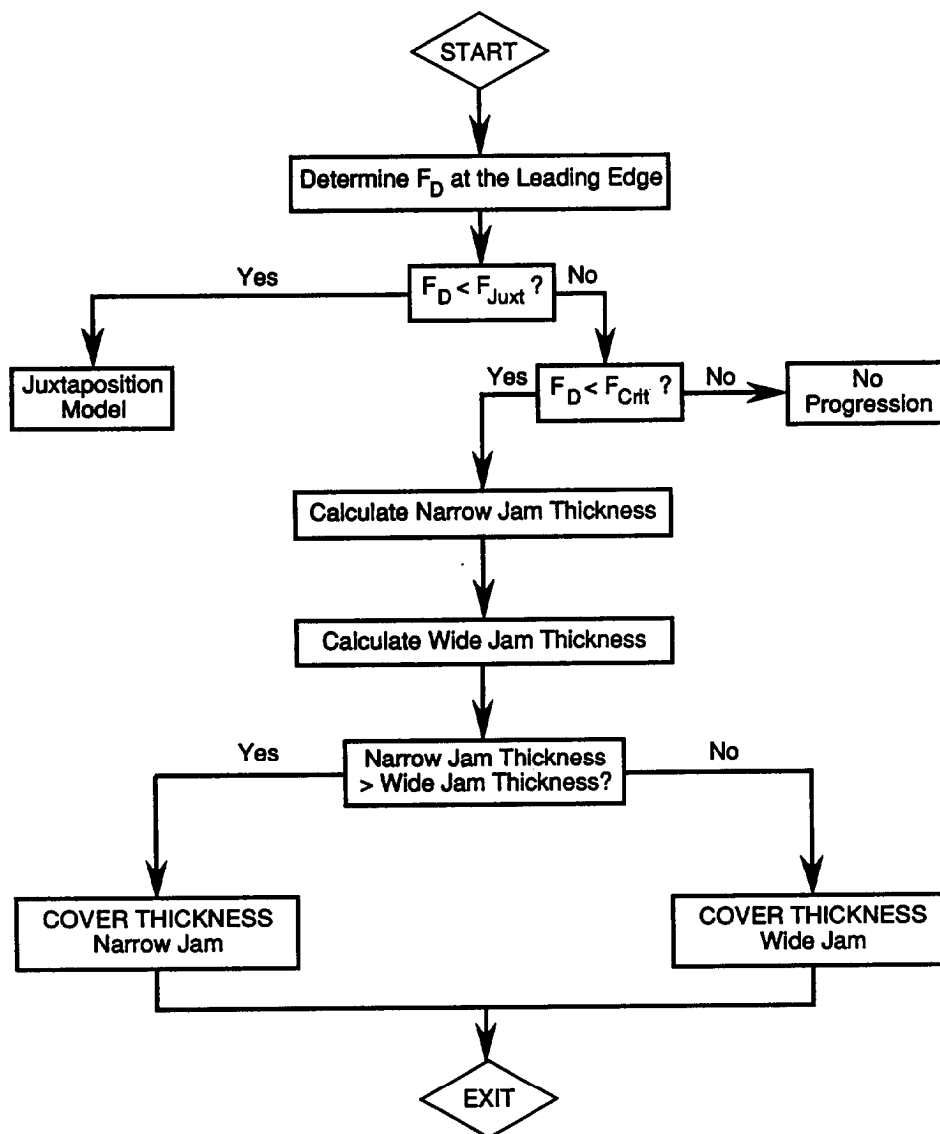 START
Determine F_D at the Leading Edge
Yes
F_D < F_Juxt ?
No
Juxtaposition
Model
Yes
F_D < F_Crit ?
No
No
Progression
Calculate Narrow Jam Thickness
Calculate Wide Jam Thickness
Yes
Narrow Jam Thickness
> Wide Jam Thickness?
No
COVER THICKNESS
Narrow Jam
COVER THICKNESS
Wide Jam
EXIT